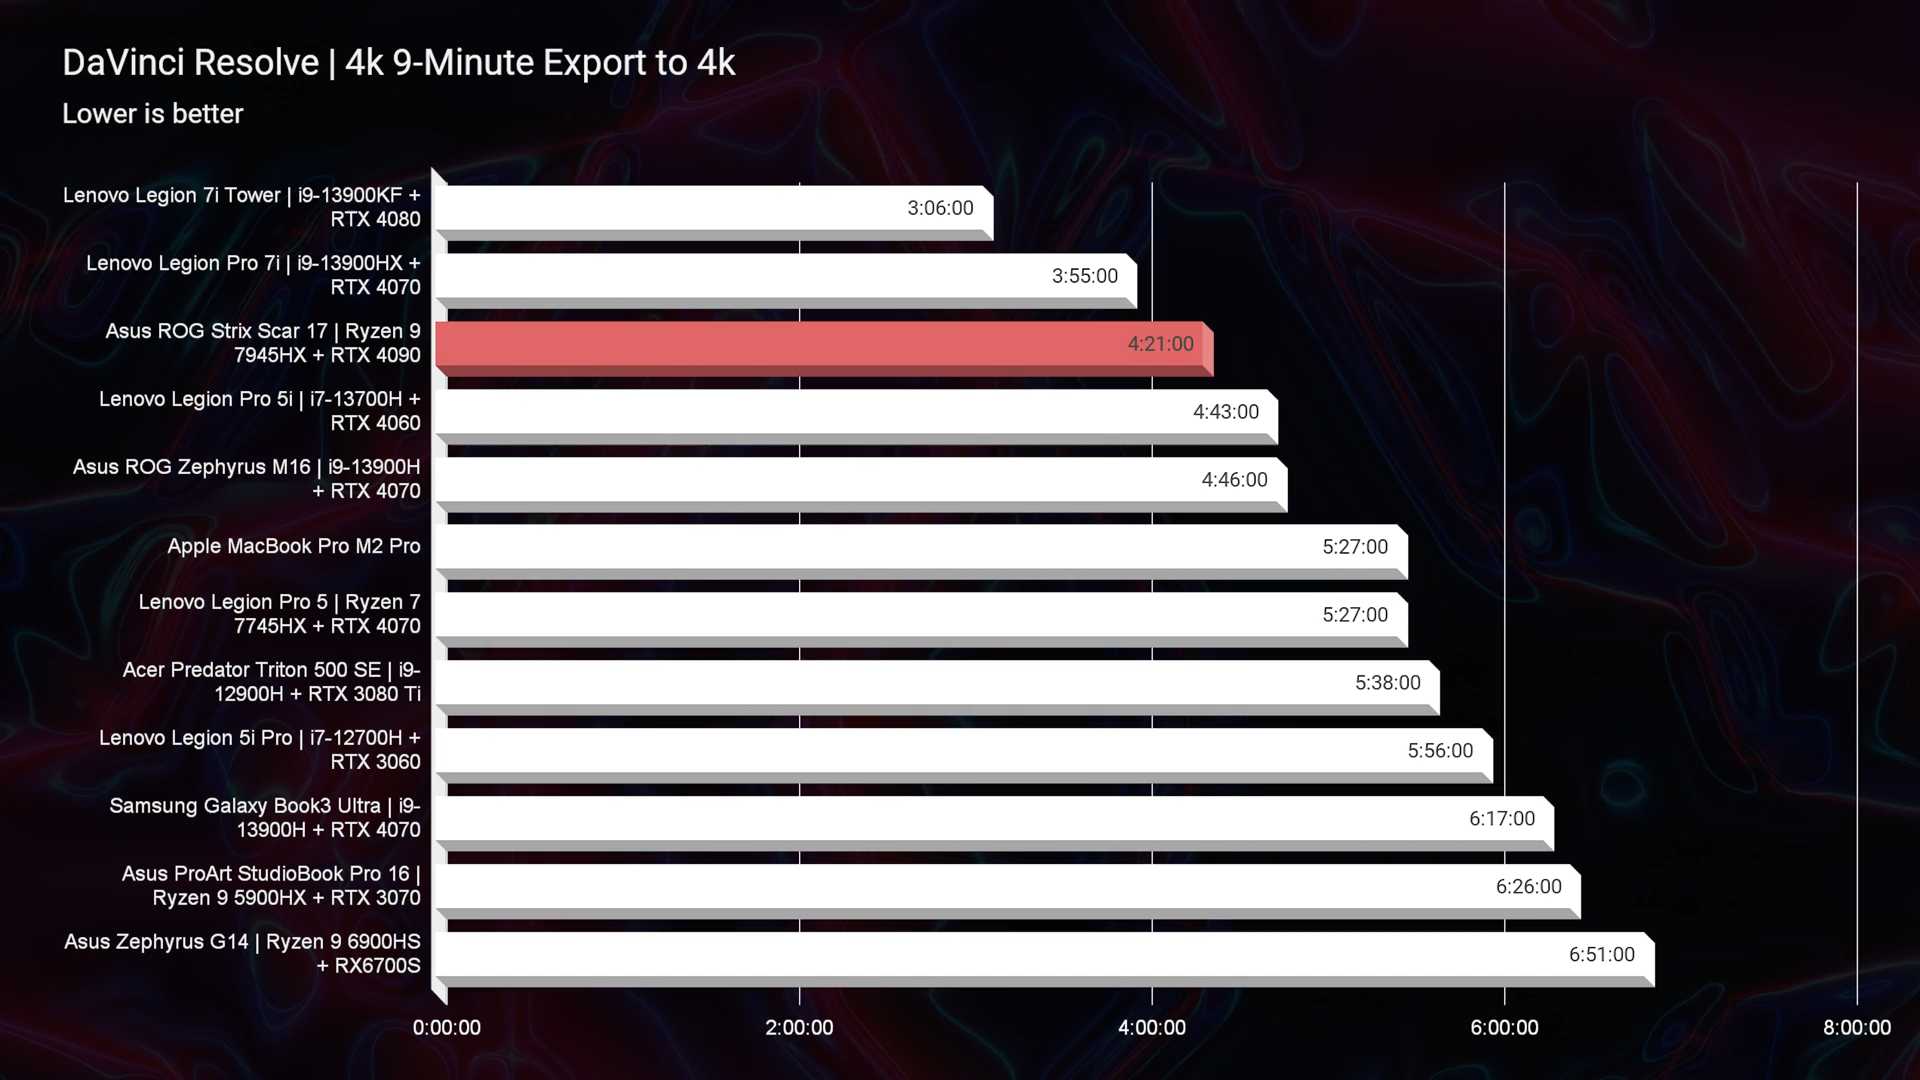 DaVinci Resolve | 4k 9-Minute Export to 4k
Lower is better
Lenovo Legion 7i Tower | i9-13900KF +
RTX 4080
3:06:00
Lenovo Legion Pro 7i | i9-13900HX +
RTX 4070
3:55:00
Asus ROG Strix Scar 17 | Ryzen 9
7945HX + RTX 4090
4:21:00
Lenovo Legion Pro 5i | i7-13700H +
RTX 4060
4:43:00
Asus ROG Zephyrus M16 | i9-13900H
+ RTX 4070
4:46:00
Apple MacBook Pro M2 Pro
5:27:00
Lenovo Legion Pro 5 | Ryzen 7
7745HX + RTX 4070
5:27:00
Acer Predator Triton 500 SE | i9-
12900H + RTX 3080 Ti
5:38:00
Lenovo Legion 5i Pro | i7-12700H +
RTX 3060
5:56:00
Samsung Galaxy Book3 Ultra | i9-
13900H + RTX 4070
6:17:00
Asus ProArt StudioBook Pro 16 |
Ryzen 9 5900HX + RTX 3070
6:26:00
Asus Zephyrus G14 | Ryzen 9 6900HS
+ RX6700S
6:51:00
0:00:00 2:00:00 4:00:00 6:00:00 8:00:00